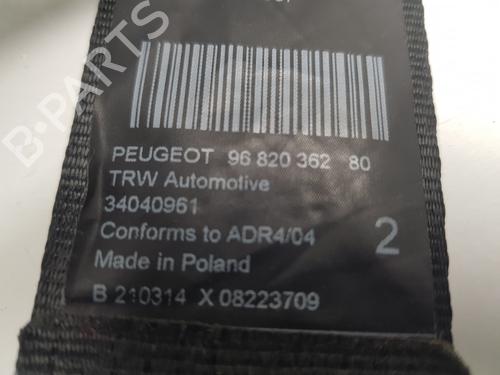 PEUGEOT 96 820 362 80
TRW Automotive
34040961
Conforms to ADR4/04
2
Made in Poland
B 210314 X 08223709
B-PARTS